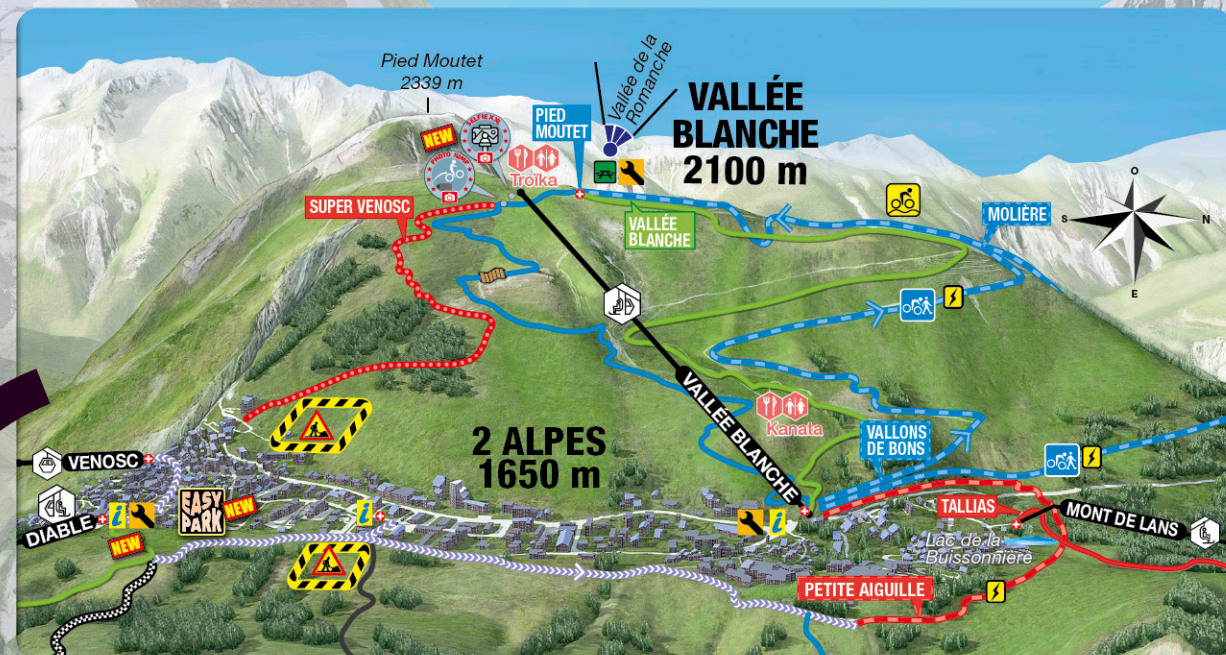 Pied Moutet
2339 m
Vallée de la
Romanche
VALLÉE
BLANCHE
2100 m
PIED
MOUTET
NEW
SELFIE XXL
PHOTO JUMP
Troïka
SUPER VENOSC
VALLÉE
BLANCHE
MOLIÈRE
O
S
N
E
VALLÉE BLANCHE
Kanata
2 ALPES
1650 m
VALLONS
DE BONS
VENOSC
DIABLE
i
NEW
EASY
PARK
NEW
i
i
TALLIAS
MONT DE LANS
Lac de la
Buissonnière
PETITE AIGUILLE